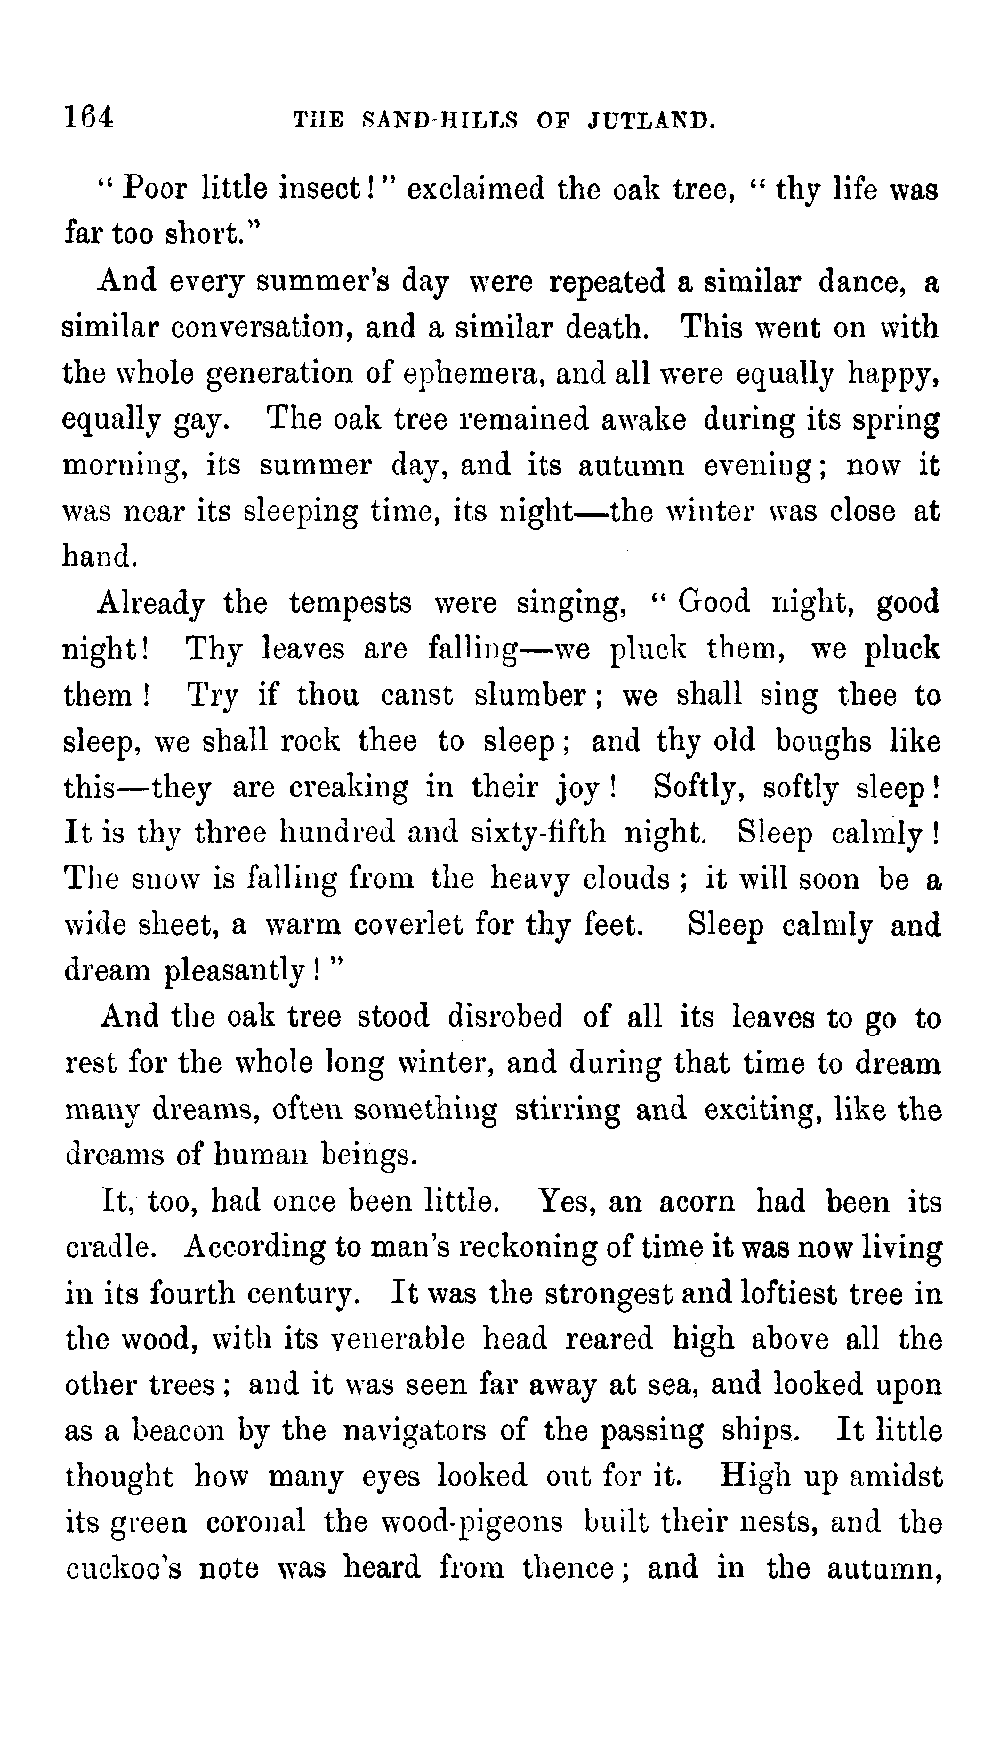 164 THE SAND-HILLS OF JUTLAND.
“ Poor little insect!” exclaimed the oak tree, “ thy life was
far too short.”
And every summer's day were repeated a similar dance, a
similar conversation, and a similar death. This went on with
the whole generation of ephemera, and all were equally happy,
equally gay. The oak tree remained awake during its spring
morning, its summer day, and its autumn evening; now it
was near its sleeping time, its night—the winter was close at
hand.
Already the tempests were singing, “ Good night, good
night! Thy leaves are falling—we pluck them, we pluck
them ! Try if thou canst slumber ; we shall sing thee to
sleep, we shall rock thee to sleep ; and thy old boughs like
this—they are creaking in their joy ! Softly, softly sleep !
It is thy three hundred and sixty-fifth night. Sleep calmly !
The snow is falling from the heavy clouds ; it will soon be a
wide sheet, a warm coverlet for thy feet. Sleep calmly and
dream pleasantly ! ”
And the oak tree stood disrobed of all its leaves to go to
rest for the whole long winter, and during that time to dream
many dreams, often something stirring and exciting, like the
dreams of human beings.
It, too, had once been little. Yes, an acorn had been its
cradle. According to man's reckoning of time it was now living
in its fourth century. It was the strongest and loftiest tree in
the wood, with its venerable head reared high above all the
other trees ; and it was seen far away at sea, and looked upon
as a beacon by the navigators of the passing ships. It little
thought how many eyes looked out for it. High up amidst
its green coronal the wood-pigeons built their nests, and the
cuckoo's note was heard from thence ; and in the autumn,